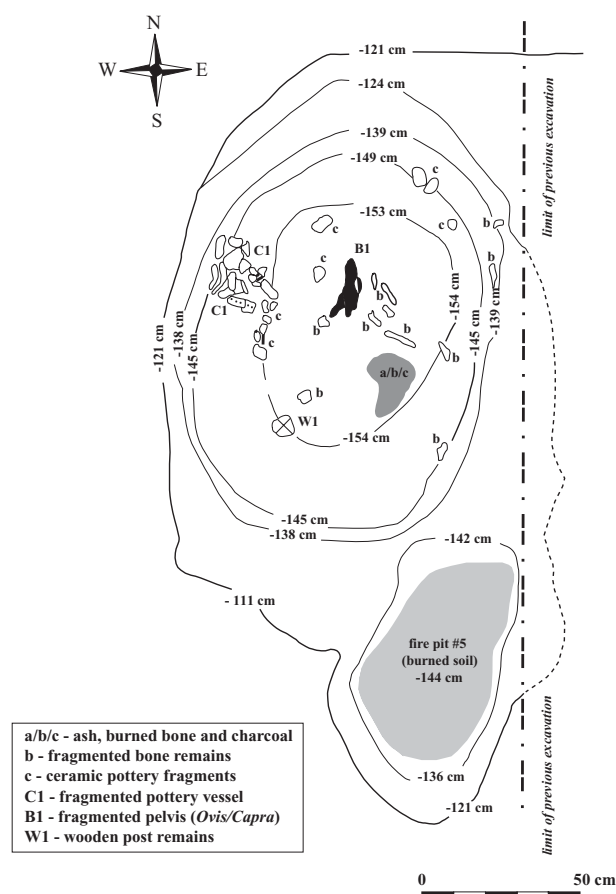 N
W E
S
-121 cm
-124 cm
-139 cm
-149 cm
-153 cm
limit of previous excavation
c
c
c
b
C1
B1
c
b
b
C1
c
b
b
b
-154 cm
-139 cm
-145 cm
-121 cm
-138 cm
-145 cm
c
b
a/b/c
b
W1
-154 cm
b
-145 cm
-138 cm
-142 cm
- 111 cm
fire pit #5
(burned soil)
-144 cm
-136 cm
-121 cm
limit of previous excavation
a/b/c - ash, burned bone and charcoal
b - fragmented bone remains
c - ceramic pottery fragments
C1 - fragmented pottery vessel
B1 - fragmented pelvis (Ovis/Capra)
W1 - wooden post remains
0 50 cm